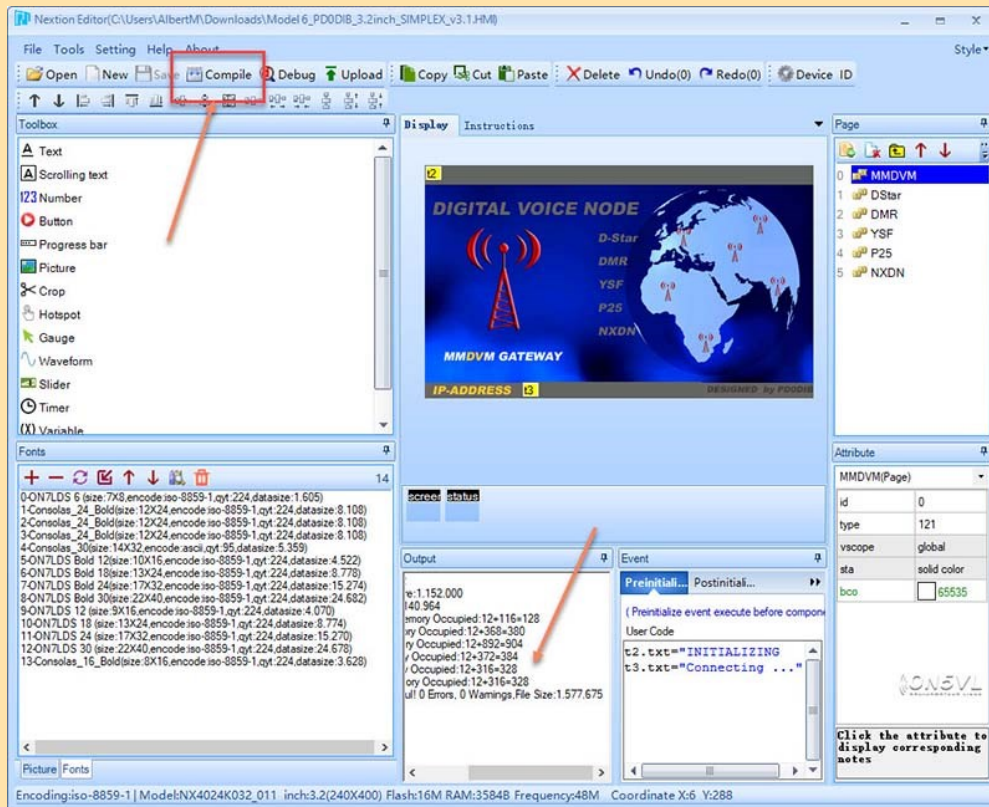 Nextion Editor(C:\Users\AlbertM\Downloads\Model 6_PD0DIB_3.2inch_SIMPLEX_v3.1.HMI)
File Tools Setting Help About
Style
Open New Save Compile Debug Upload Copy Cut Paste Delete Undo(0) Redo(0) Device ID
Toolbox
A Text
A Scrolling text
123 Number
Button
Progress bar
Picture
Crop
Hotspot
Gauge
Waveform
Slider
Timer
(X) Variable
Fonts
14
0-ON7LDS 6 (size:7X8,encode:iso-8859-1,qyt:224,datasize:1.605)
1-Consolas_24_Bold(size:12X24,encode:iso-8859-1,qyt:224,datasize:8.108)
2-Consolas_24_Bold(size:12X24,encode:iso-8859-1,qyt:224,datasize:8.108)
3-Consolas_24_Bold(size:12X24,encode:iso-8859-1,qyt:224,datasize:8.108)
4-Consolas_30(size:14X32,encode:ascii,qyt:95,datasize:5.359)
5-ON7LDS Bold 12(size:10X16,encode:iso-8859-1,qyt:224,datasize:4.522)
6-ON7LDS Bold 18(size:13X24,encode:iso-8859-1,qyt:224,datasize:8.778)
7-ON7LDS Bold 24(size:17X32,encode:iso-8859-1,qyt:224,datasize:15.274)
8-ON7LDS Bold 30(size:22X40,encode:iso-8859-1,qyt:224,datasize:24.682)
9-ON7LDS 12 (size:9X16,encode:iso-8859-1,qyt:224,datasize:4.070)
10-ON7LDS 18 (size:13X24,encode:iso-8859-1,qyt:224,datasize:8.774)
11-ON7LDS 24 (size:17X32,encode:iso-8859-1,qyt:224,datasize:15.270)
12-ON7LDS 30 (size:22X40,encode:iso-8859-1,qyt:224,datasize:24.678)
13-Consolas_16_Bold(size:8X16,encode:iso-8859-1,qyt:224,datasize:3.628)
Picture Fonts
Display Instructions
t2
DIGITAL VOICE NODE
D-Star
DMR
YSF
P25
NXDN
MMDVM GATEWAY
IP-ADDRESS t3
DESIGNED by PD0DIB
screen status
Output
re:1.152.000
140.964
emory Occupied:12+116=128
ory Occupied:12+368=380
ry Occupied:12+892=904
y Occupied:12+372=384
y Occupied:12+316=328
ory Occupied:12+316=328
ul! 0 Errors, 0 Warnings,File Size:1.577.675
Event
Preinitiali... Postinitiali...
( Preinitialize event execute before compone
User Code
t2.txt="INITIALIZING
t3.txt="Connecting ..."
Page
0 MMDVM
1 DStar
2 DMR
3 YSF
4 P25
5 NXDN
Attribute
MMDVM(Page)
id 0
type 121
vscope global
sta solid color
bco 65535
ON5VL
Click the attribute to
display corresponding
notes
Encoding:iso-8859-1 | Model:NX4024K032_011 inch:3.2(240X400) Flash:16M RAM:3584B Frequency:48M Coordinate X:6 Y:288